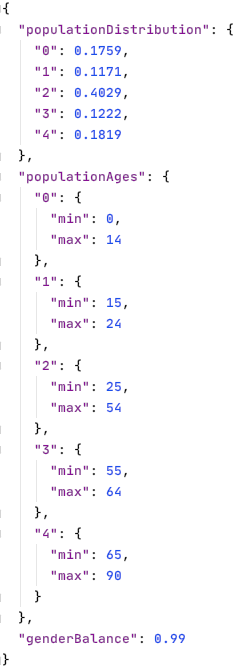 {
  "populationDistribution": {
    "0": 0.1759,
    "1": 0.1171,
    "2": 0.4029,
    "3": 0.1222,
    "4": 0.1819
  },
  "populationAges": {
    "0": {
      "min": 0,
      "max": 14
    },
    "1": {
      "min": 15,
      "max": 24
    },
    "2": {
      "min": 25,
      "max": 54
    },
    "3": {
      "min": 55,
      "max": 64
    },
    "4": {
      "min": 65,
      "max": 90
    }
  },
  "genderBalance": 0.99
}